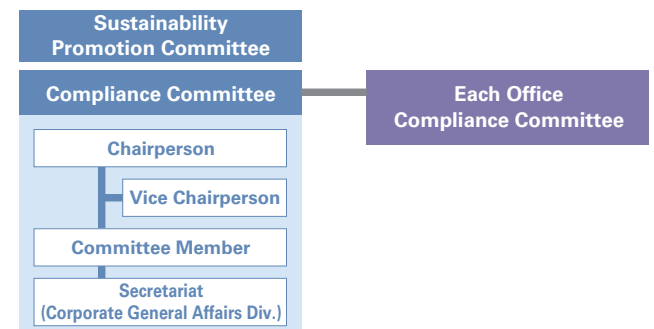 Sustainability
Promotion Committee
Compliance Committee
Each Office
Compliance Committee
Chairperson
Vice Chairperson
Committee Member
Secretariat
(Corporate General Affairs Div.)